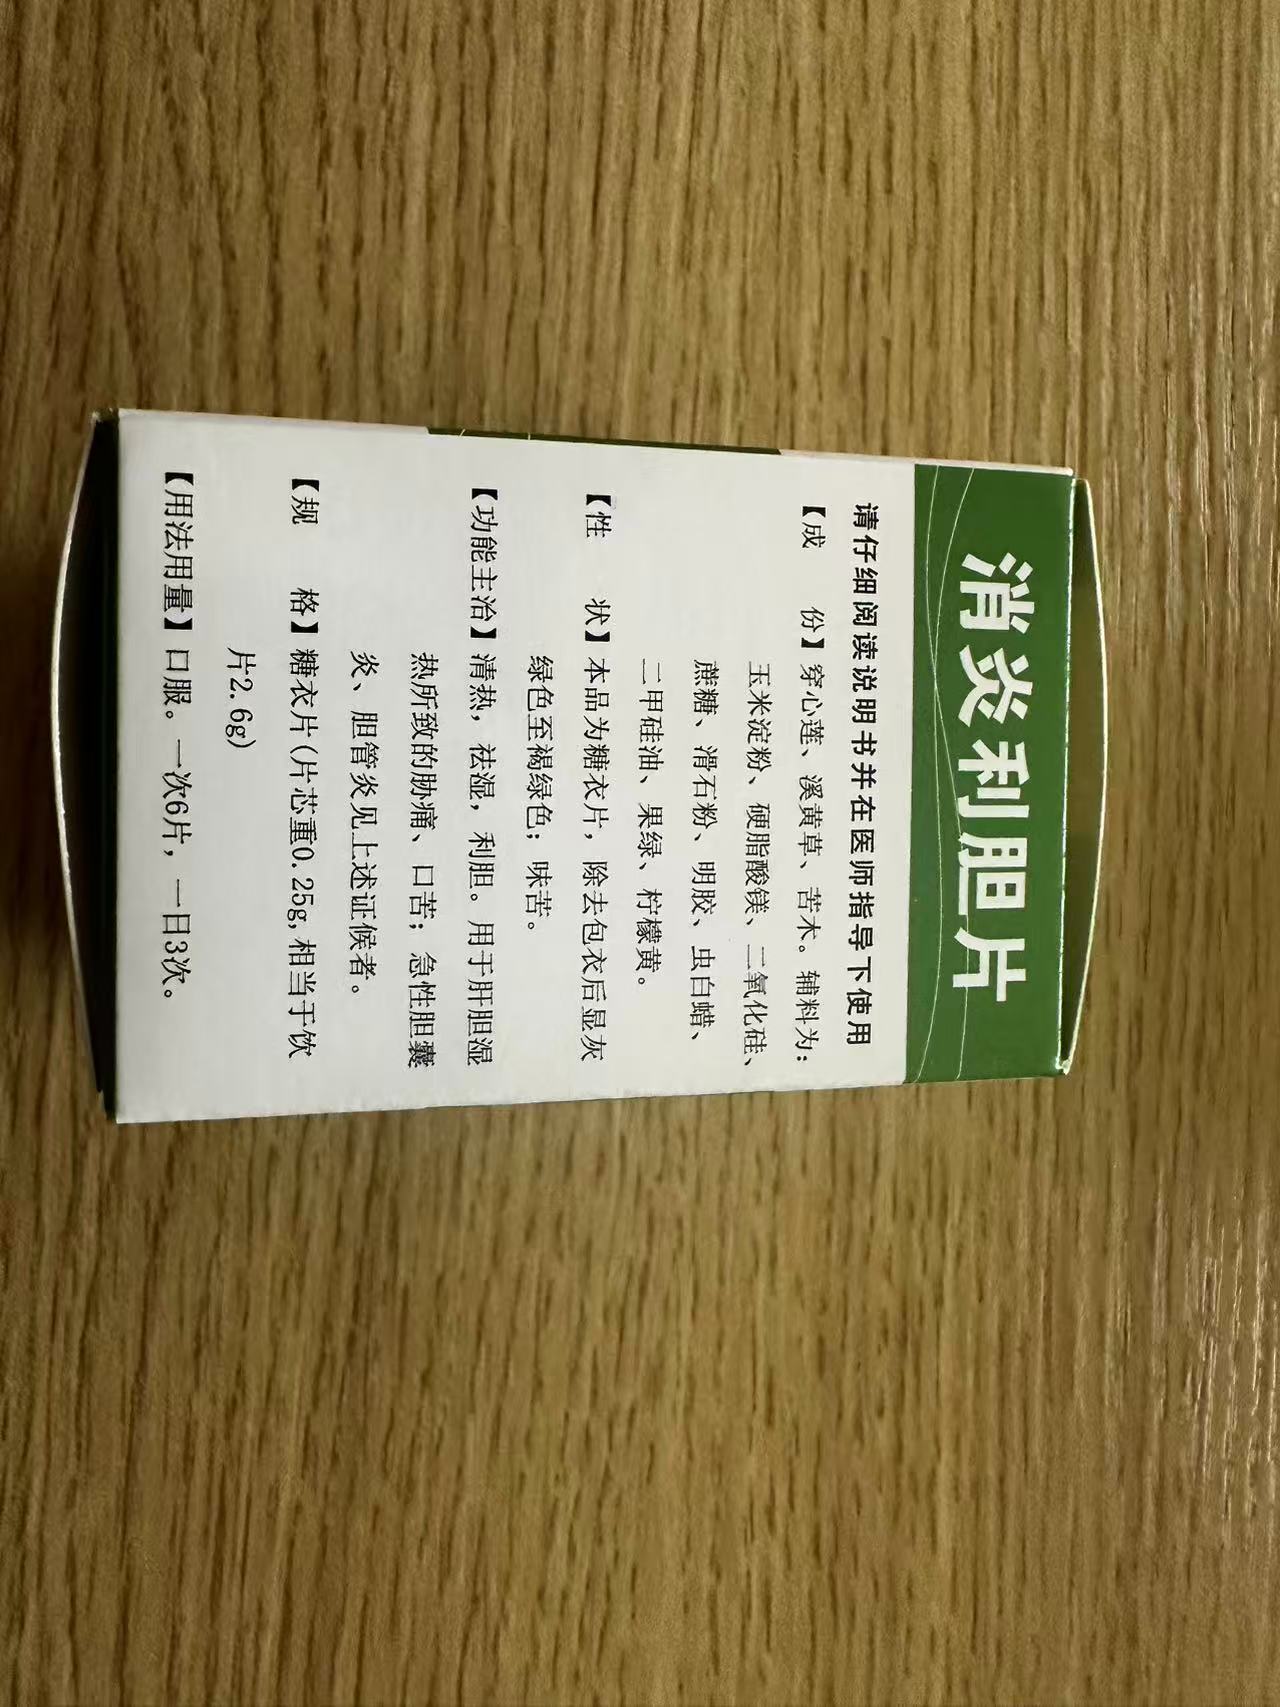 消炎利胆片
请仔细阅读说明书并在医师指导下使用
【成 份】穿心莲、溪黄草、苦木。辅料为：
玉米淀粉、硬脂酸镁、二氧化硅、
蔗糖、滑石粉、明胶、虫白蜡、
二甲硅油、果绿、柠檬黄。
【性 状】本品为糖衣片，除去包衣后显灰
绿色至褐绿色；味苦。
【功能主治】清热，祛湿，利胆。用于肝胆湿
热所致的胁痛、口苦；急性胆囊
炎、胆管炎见上述证候者。
【规 格】糖衣片(片芯重0.25g,相当于饮
片2.6g)
【用法用量】口服。一次6片，一日3次。